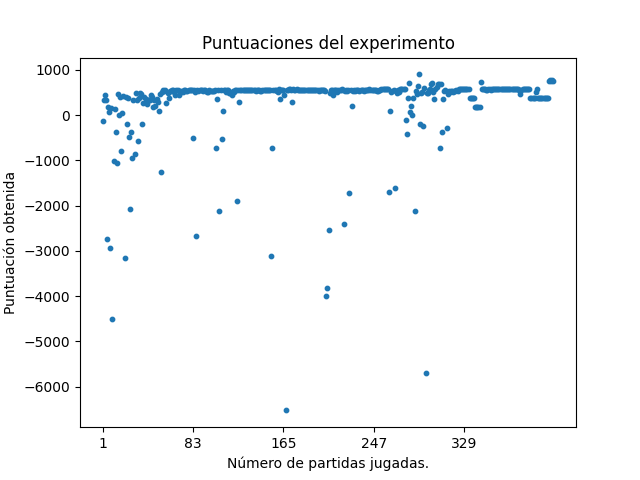 Puntuaciones del experimento
Puntuación obtenida
1000
0
−1000
−2000
−3000
−4000
−5000
−6000
1 83 165 247 329
Número de partidas jugadas.